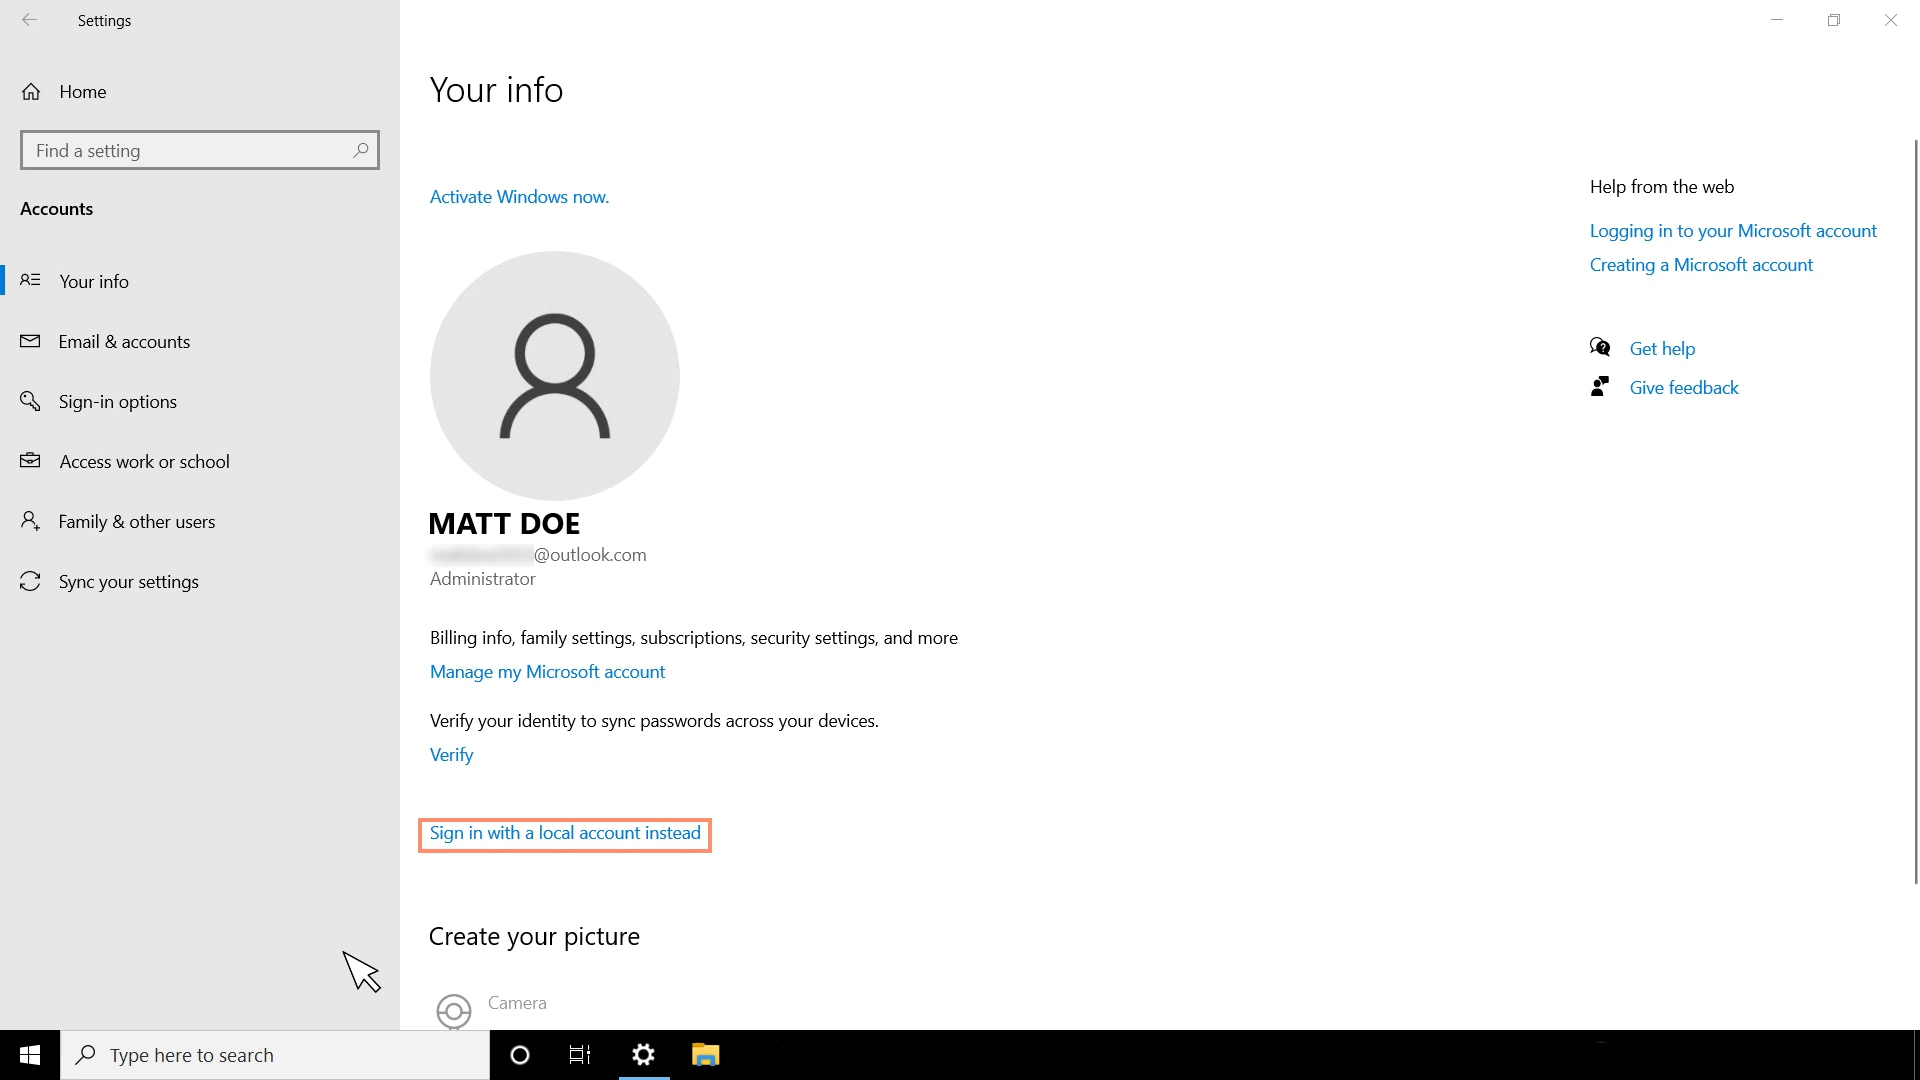 Settings
Home
Find a setting
Accounts
Your info
Email & accounts
Sign-in options
Access work or school
Family & other users
Sync your settings
Your info
Activate Windows now.
MATT DOE
@outlook.com
Administrator
Billing info, family settings, subscriptions, security settings, and more
Manage my Microsoft account
Verify your identity to sync passwords across your devices.
Verify
Sign in with a local account instead
Create your picture
Camera
Help from the web
Logging in to your Microsoft account
Creating a Microsoft account
Get help
Give feedback
Type here to search